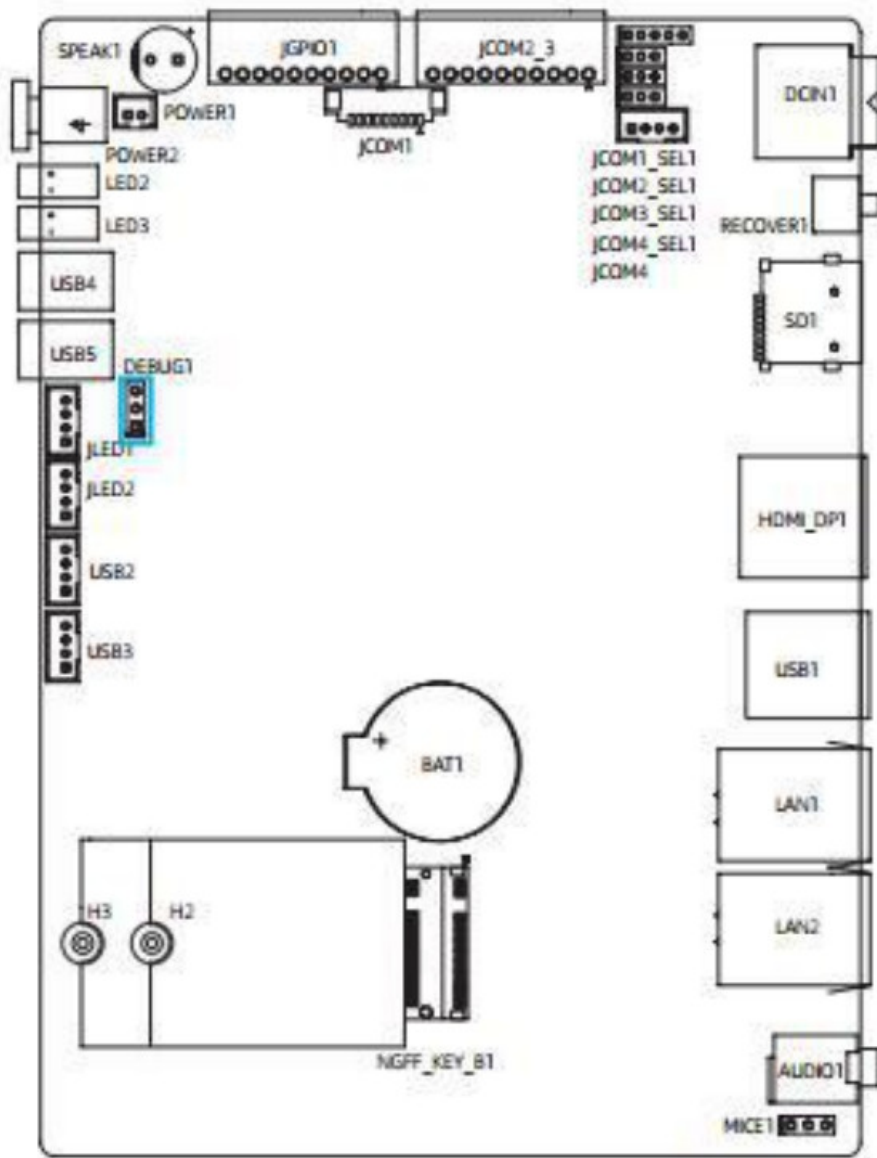 SPEAK1
JGPIO1
JCOM2_3
POWER1
JCOM1
DCIN1
POWER2
JCOM1_SEL1
LED2
JCOM2_SEL1
JCOM3_SEL1
LED3
RECOVER1
JCOM4_SEL1
JCOM4
USB4
SD1
USB5
DEBUG1
JLED1
JLED2
HDMI_DP1
USB2
USB3
USB1
+
BAT1
LAN1
H3
H2
LAN2
NGFF_KEY_B1
AUDIO1
MICE1